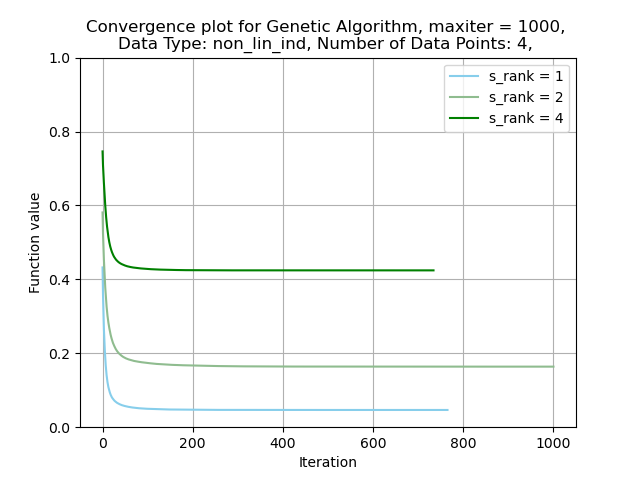 Convergence plot for Genetic Algorithm, maxiter = 1000,
Data Type: non_lin_ind, Number of Data Points: 4,
s_rank = 1
s_rank = 2
s_rank = 4
Function value
1.0
0.8
0.6
0.4
0.2
0.0
0 200 400 600 800 1000
Iteration